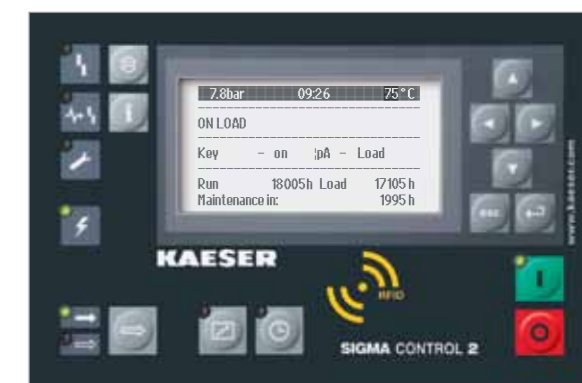 7.8bar 09:26 75°C
ON LOAD
Key – on ¦pA – Load
Run 18005h Load 17105h
Maintenance in: 1995h
esc
KAESER
RFID
SIGMA CONTROL 2
www.kaeser.com
i
I
O